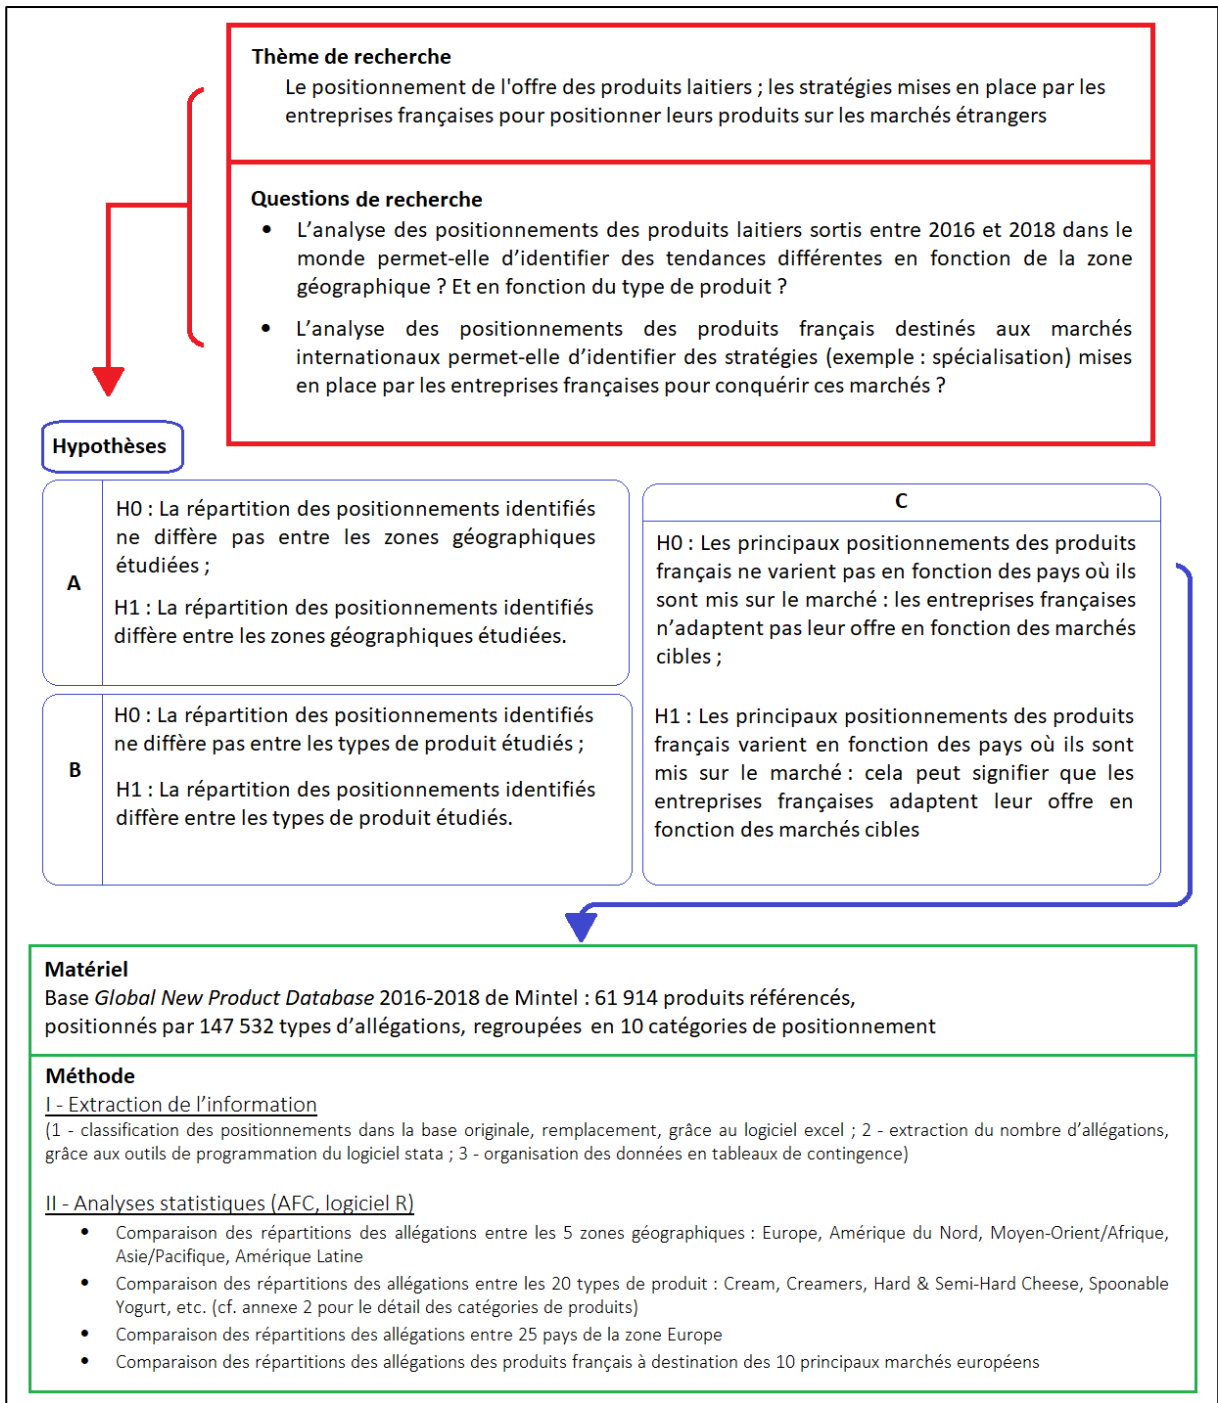 Thème de recherche
Le positionnement de l'offre des produits laitiers ; les stratégies mises en place par les
entreprises françaises pour positionner leurs produits sur les marchés étrangers
Questions de recherche
• L’analyse des positionnements des produits laitiers sortis entre 2016 et 2018 dans le
monde permet-elle d’identifier des tendances différentes en fonction de la zone
géographique ? Et en fonction du type de produit ?
• L’analyse des positionnements des produits français destinés aux marchés
internationaux permet-elle d’identifier des stratégies (exemple : spécialisation) mises
en place par les entreprises françaises pour conquérir ces marchés ?
Hypothèses
A
H0 : La répartition des positionnements identifiés
ne diffère pas entre les zones géographiques
étudiées ;
H1 : La répartition des positionnements identifiés
diffère entre les zones géographiques étudiées.
B
H0 : La répartition des positionnements identifiés
ne diffère pas entre les types de produit étudiés ;
H1 : La répartition des positionnements identifiés
diffère entre les types de produit étudiés.
C
H0 : Les principaux positionnements des produits
français ne varient pas en fonction des pays où ils
sont mis sur le marché : les entreprises françaises
n’adaptent pas leur offre en fonction des marchés
cibles ;
H1 : Les principaux positionnements des produits
français varient en fonction des pays où ils sont
mis sur le marché : cela peut signifier que les
entreprises françaises adaptent leur offre en
fonction des marchés cibles
Matériel
Base Global New Product Database 2016-2018 de Mintel : 61 914 produits référencés,
positionnés par 147 532 types d’allégations, regroupées en 10 catégories de positionnement
Méthode
I - Extraction de l’information
(1 - classification des positionnements dans la base originale, remplacement, grâce au logiciel excel ; 2 - extraction du nombre d’allégations,
grâce aux outils de programmation du logiciel stata ; 3 - organisation des données en tableaux de contingence)
II - Analyses statistiques (AFC, logiciel R)
• Comparaison des répartitions des allégations entre les 5 zones géographiques : Europe, Amérique du Nord, Moyen-Orient/Afrique,
Asie/Pacifique, Amérique Latine
• Comparaison des répartitions des allégations entre les 20 types de produit : Cream, Creamers, Hard & Semi-Hard Cheese, Spoonable
Yogurt, etc. (cf. annexe 2 pour le détail des catégories de produits)
• Comparaison des répartitions des allégations entre 25 pays de la zone Europe
• Comparaison des répartitions des allégations des produits français à destination des 10 principaux marchés européens